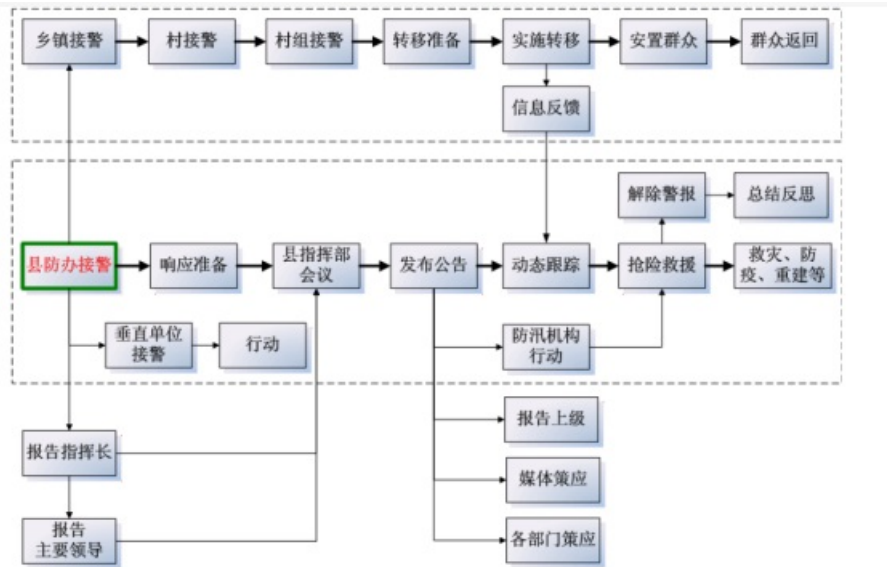 乡镇接警
村接警
村组接警
转移准备
实施转移
安置群众
群众返回
信息反馈
解除警报
总结反思
县防办接警
响应准备
县指挥部
会议
发布公告
动态跟踪
抢险救援
救灾、防
疫、重建等
垂直单位
接警
行动
防汛机构
行动
报告上级
报告指挥长
媒体策应
报告
主要领导
各部门策应